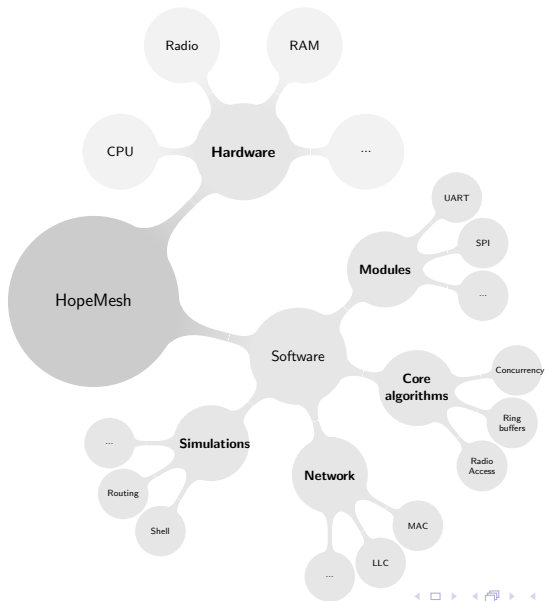 Radio
RAM
CPU
Hardware
...
HopeMesh
UART
Modules
SPI
...
Software
Core
algorithms
Concurrency
Ring
buffers
Radio
Access
Simulations
...
Routing
Shell
Network
MAC
LLC
...